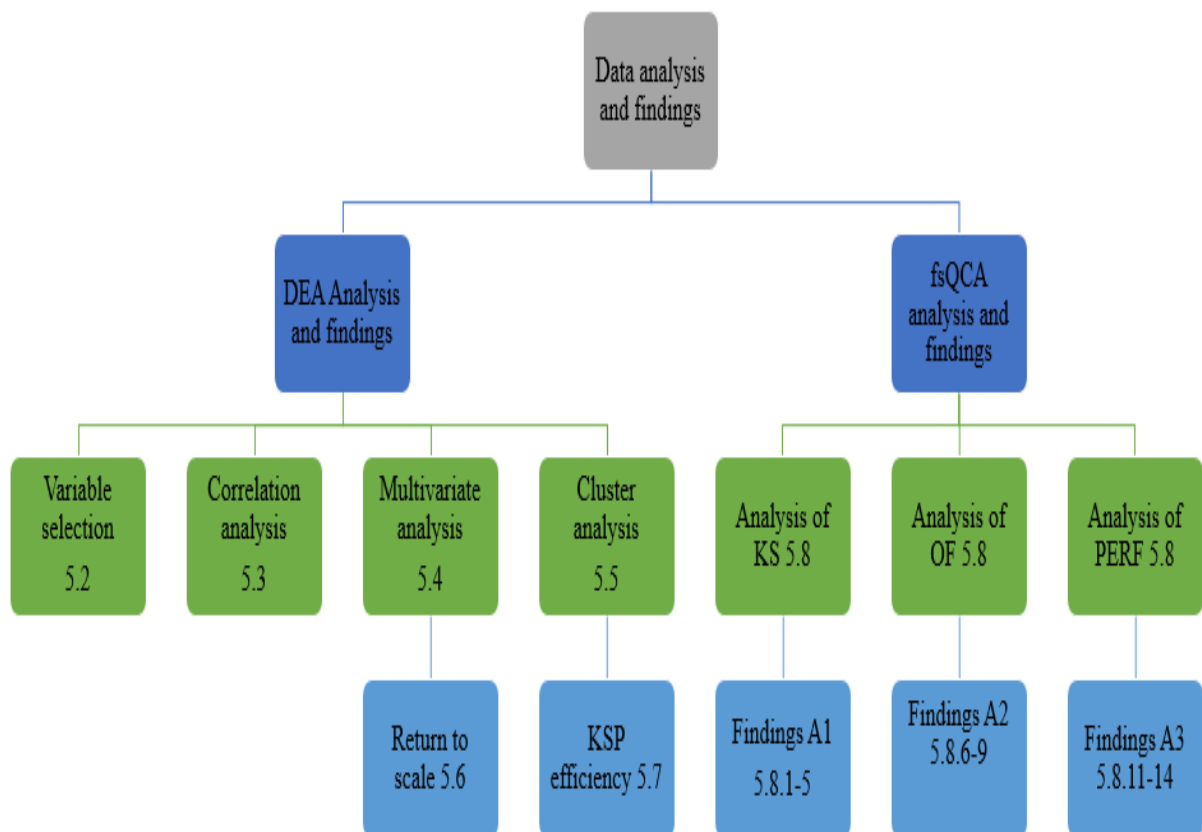 Data analysis
and findings
DEA Analysis
and findings
fsQCA
analysis and
findings
Variable
selection
5.2
Correlation
analysis
5.3
Multivariate
analysis
5.4
Cluster
analysis
5.5
Analysis of
KS 5.8
Analysis of
OF 5.8
Analysis of
PERF 5.8
Return to
scale 5.6
KSP
efficiency 5.7
Findings A1
5.8.1-5
Findings A2
5.8.6-9
Findings A3
5.8.11-14